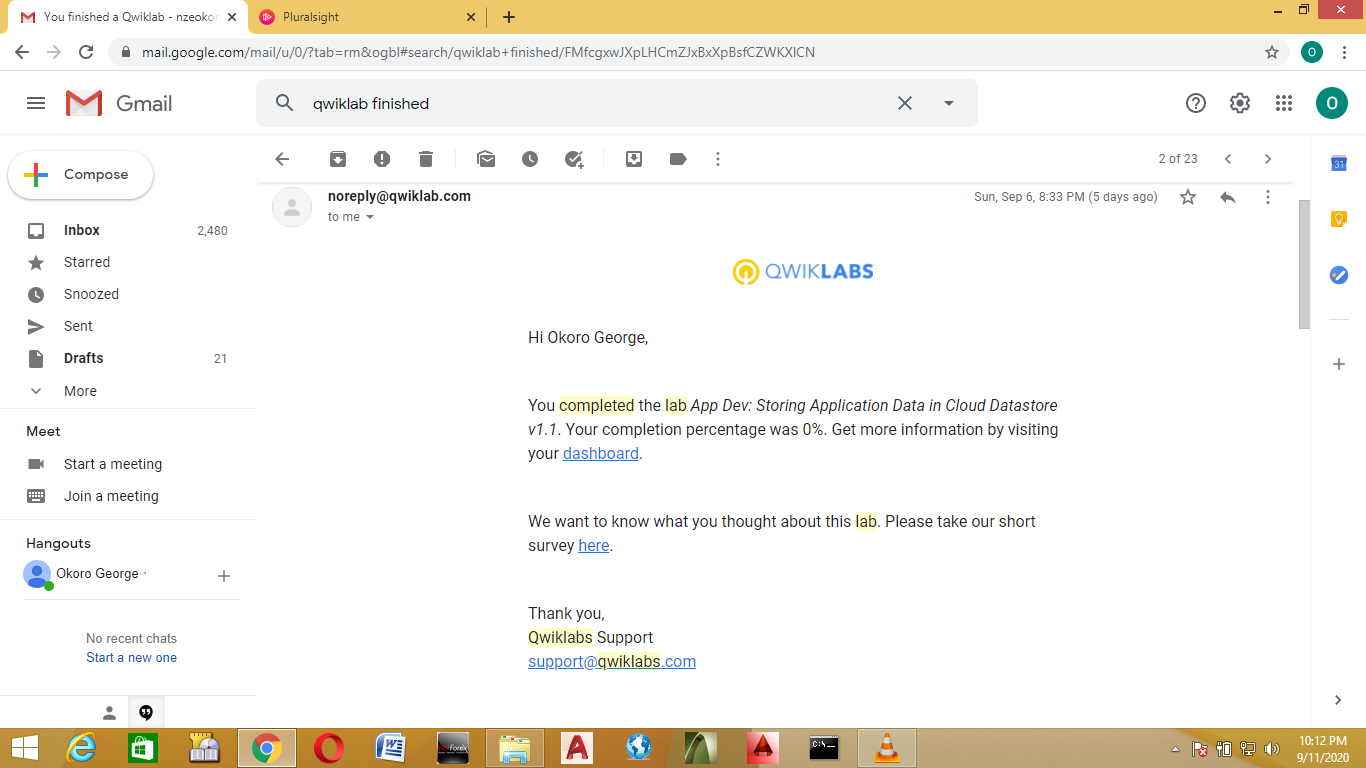 You finished a Qwiklab - nzeokor
Pluralsight
mail.google.com/mail/u/0/?tab=rm&ogbl#search/qwiklab+finished/FMfcgxwJXpLHCmZJxBxXpBsfCZWKXlCN
O
Gmail
qwiklab finished
O
Compose
2 of 23
31
noreply@qwiklab.com
Sun, Sep 6, 8:33 PM (5 days ago)
to me
Inbox 2,480
Starred
Snoozed
Sent
Drafts 21
More
Meet
Start a meeting
Join a meeting
Hangouts
Okoro George
No recent chats
Start a new one
QWIKLABS
Hi Okoro George,
You completed the lab App Dev: Storing Application Data in Cloud Datastore
v1.1. Your completion percentage was 0%. Get more information by visiting
your dashboard.
We want to know what you thought about this lab. Please take our short
survey here.
Thank you,
Qwiklabs Support
support@qwiklabs.com
10:12 PM
9/11/2020